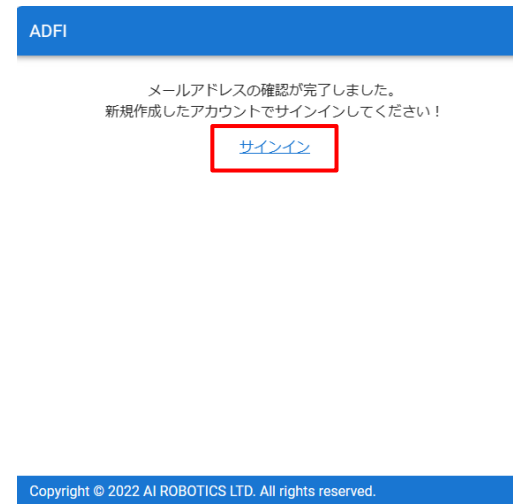 ADFI
メールアドレスの確認が完了しました。
新規作成したアカウントでサインインしてください！
サインイン
Copyright © 2022 AI ROBOTICS LTD. All rights reserved.